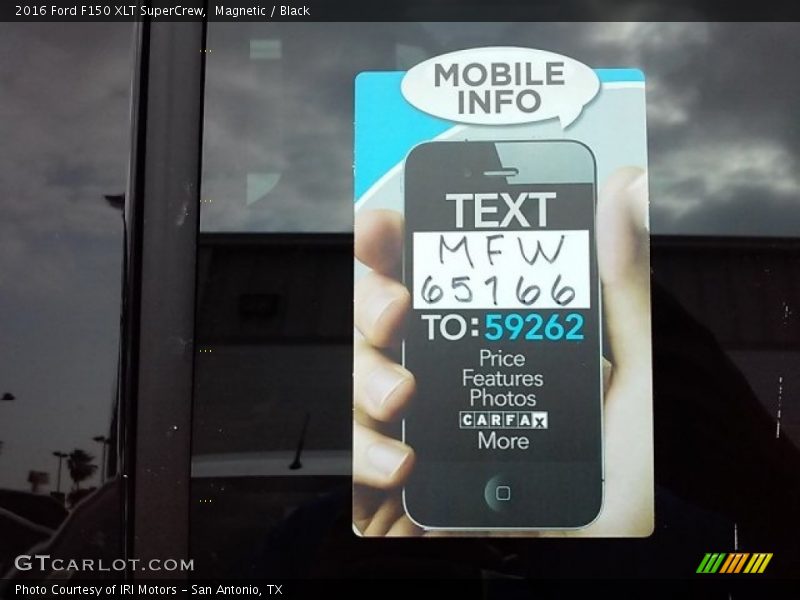 2016 Ford F150 XLT SuperCrew, Magnetic / Black
MOBILE
INFO
TEXT
MFW
65166
TO: 59262
Price
Features
Photos
CARFAX
More
GTCARLOT.COM
Photo Courtesy of IRI Motors – San Antonio, TX